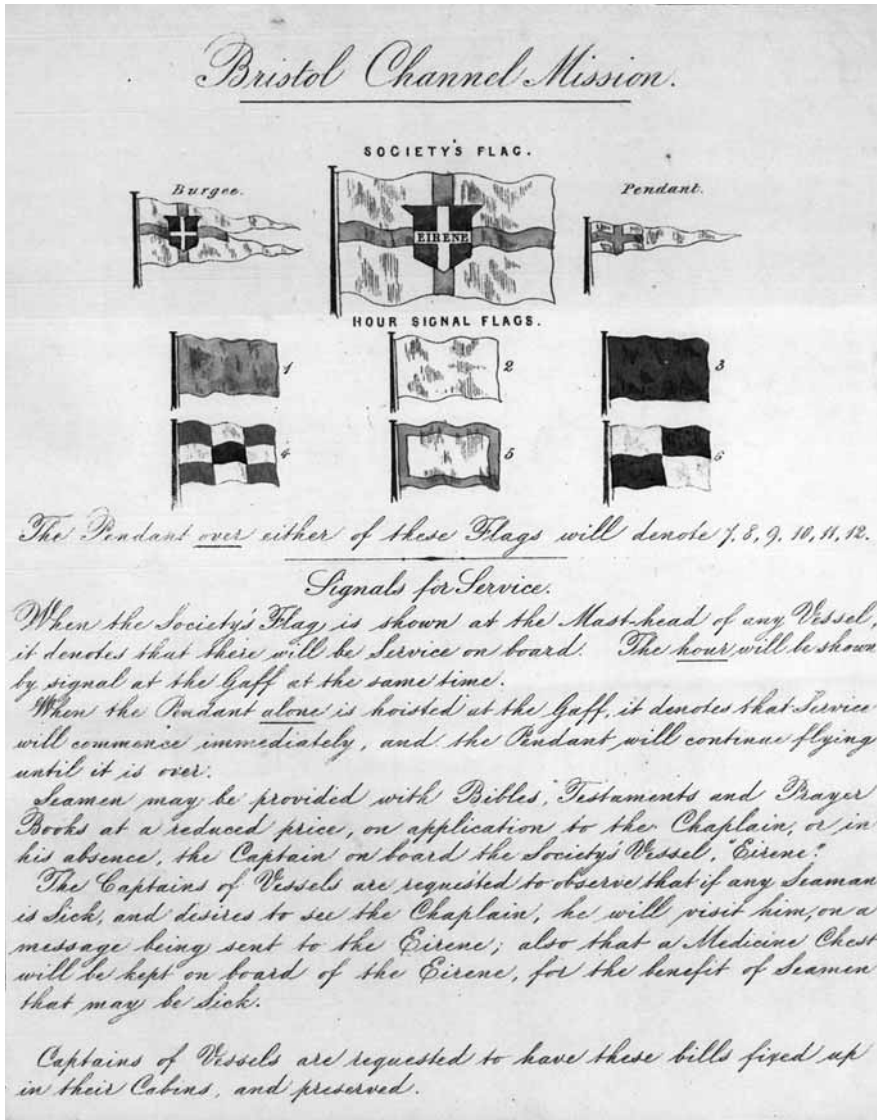 Bristol Channel Mission.
SOCIETY'S FLAG.
Burgee.
Pendant.
EIRENE
HOUR SIGNAL FLAGS.
1
2
3
4
5
6
The Pendant over either of these Flags will denote 7, 8, 9, 10, 11, 12.
Signals for Service.
When the Society's Flag is shown at the Mast-head of any Vessel,
it denotes that there will be Service on board. The hour will be shown
by signal at the Gaff at the same time.
When the Pendant alone is hoisted at the Gaff, it denotes that Service
will commence immediately, and the Pendant will continue flying
until it is over.
Seamen may be provided with Bibles, Testaments and Prayer
Books at a reduced price, on application to the Chaplain, or in
his absence, the Captain on board the Society's Vessel, "Eirene".
The Captains of Vessels are requested to observe that if any Seaman
is Sick, and desires to see the Chaplain, he will visit him, on a
message being sent to the Eirene; also that a Medicine Chest
will be kept on board of the Eirene, for the benefit of Seamen
that may be Sick.
Captains of Vessels are requested to have these bills fixed up
in their Cabins, and preserved.